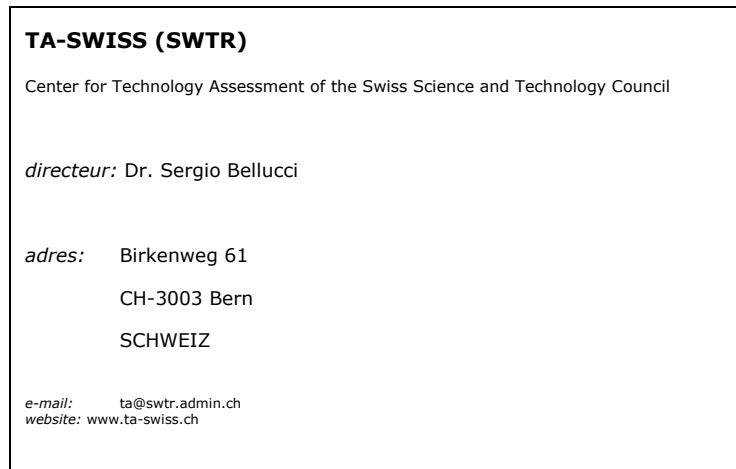 TA-SWISS (SWTR)
Center for Technology Assessment of the Swiss Science and Technology Council
directeur: Dr. Sergio Bellucci
adres: Birkenweg 61
CH-3003 Bern
SCHWEIZ
e-mail: ta@swtr.admin.ch
website: www.ta-swiss.ch